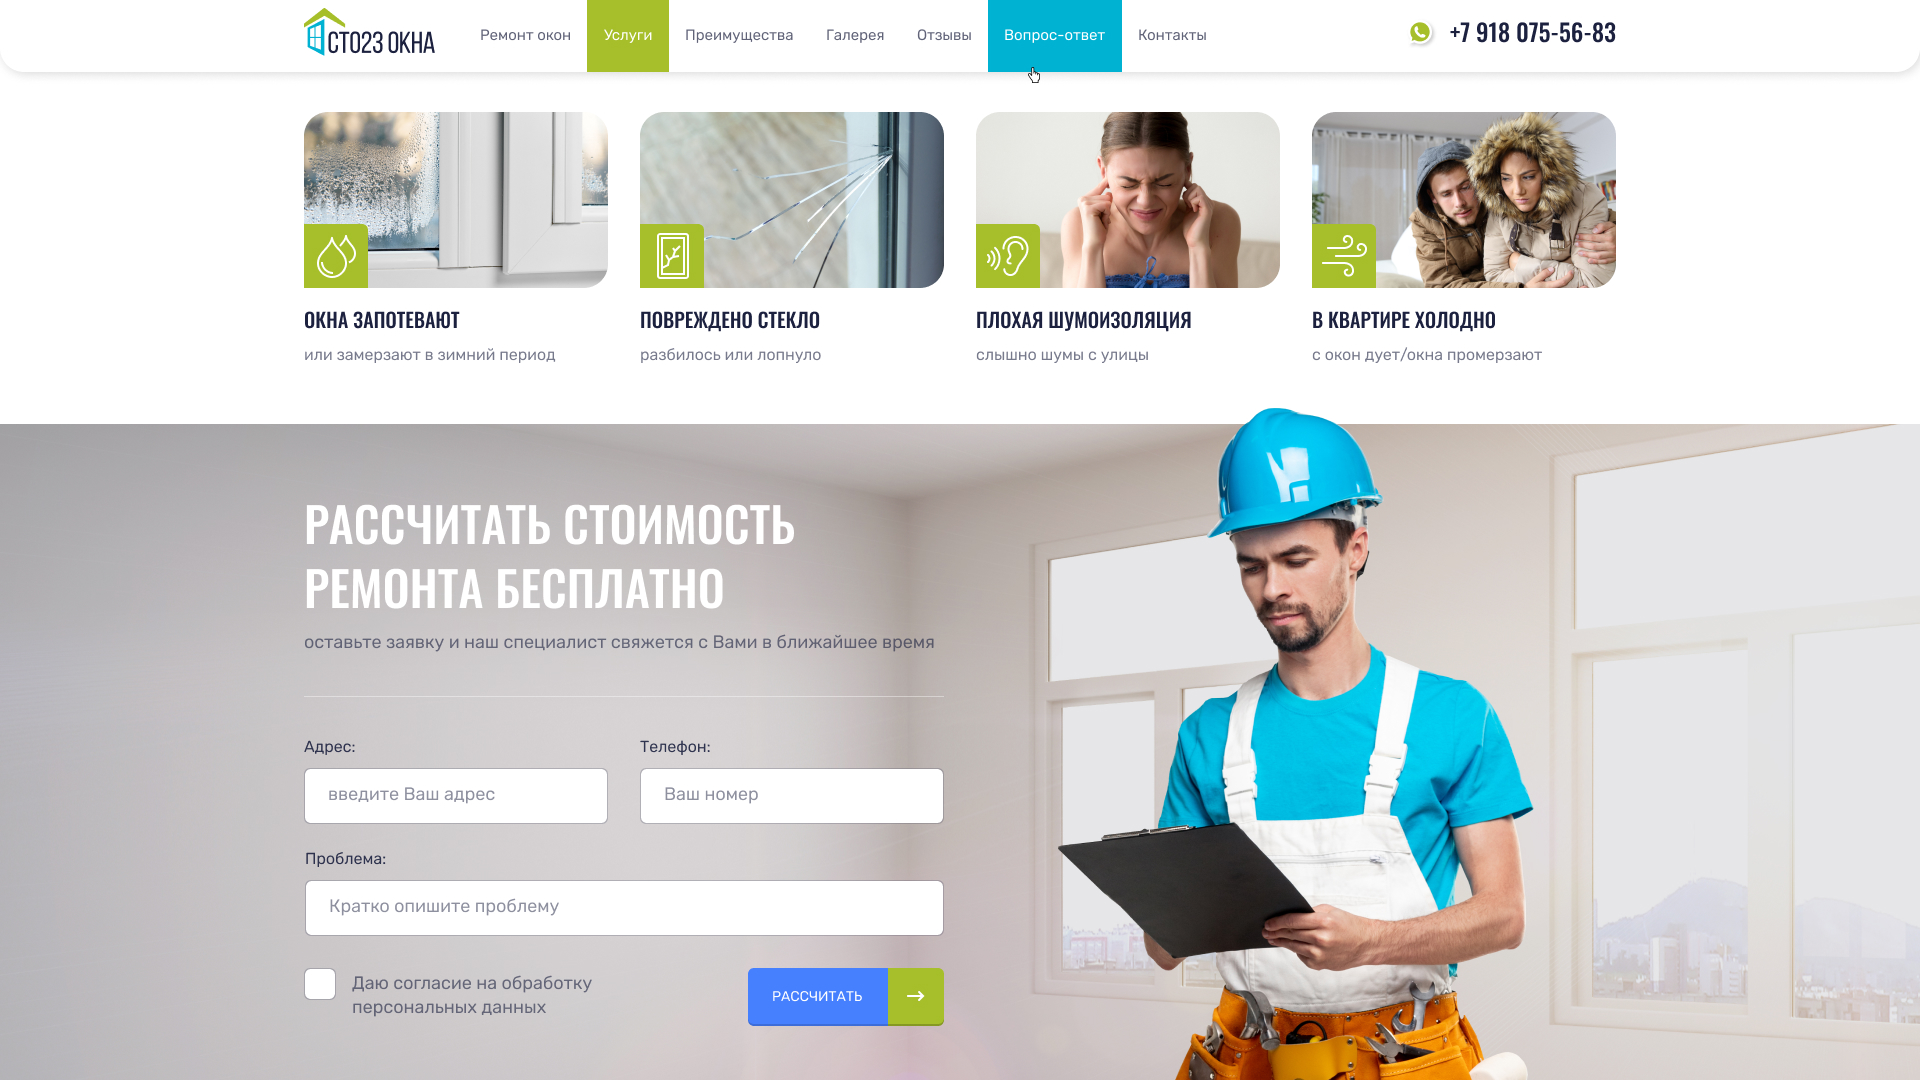 СТО23 ОКНА
Ремонт окон
Услуги
Преимущества
Галерея
Отзывы
Вопрос-ответ
Контакты
+7 918 075-56-83
ОКНА ЗАПОТЕВАЮТ
или замерзают в зимний период
ПОВРЕЖДЕНО СТЕКЛО
разбилось или лопнуло
ПЛОХАЯ ШУМОИЗОЛЯЦИЯ
слышно шумы с улицы
В КВАРТИРЕ ХОЛОДНО
с окон дует/окна промерзают
РАССЧИТАТЬ СТОИМОСТЬ
РЕМОНТА БЕСПЛАТНО
оставьте заявку и наш специалист свяжется с Вами в ближайшее время
Адрес:
Телефон:
введите Ваш адрес
Ваш номер
Проблема:
Кратко опишите проблему
Даю согласие на обработку
персональных данных
РАССЧИТАТЬ